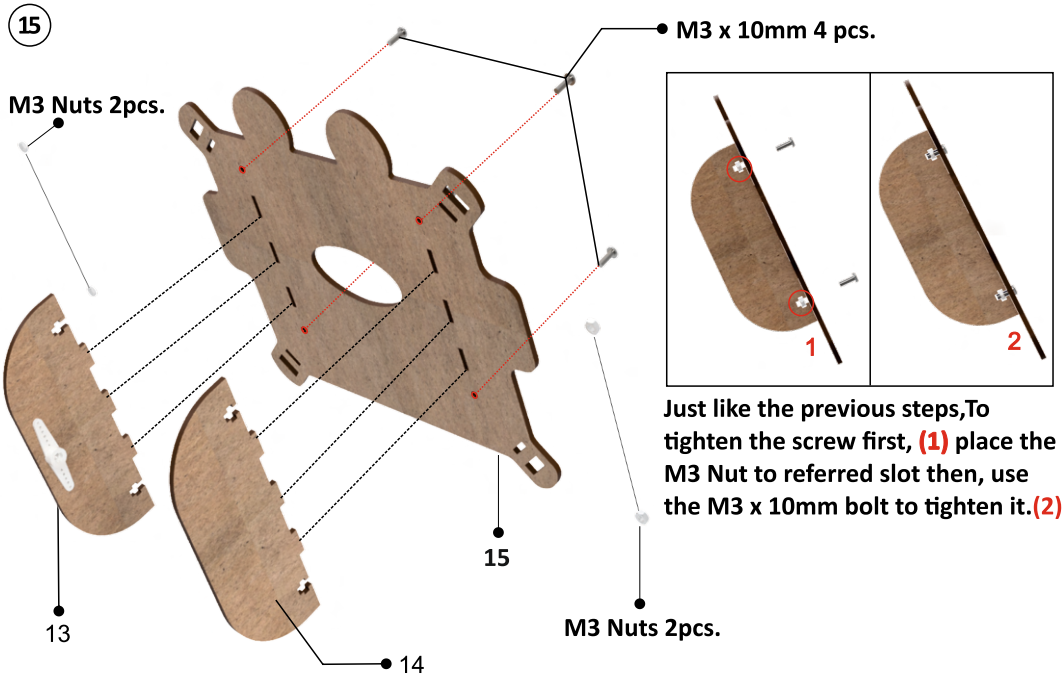 15
M3 x 10mm 4 pcs.
M3 Nuts 2pcs.
1
2
Just like the previous steps,To
tighten the screw first, (1) place the
M3 Nut to referred slot then, use
the M3 x 10mm bolt to tighten it.(2)
15
13
M3 Nuts 2pcs.
14